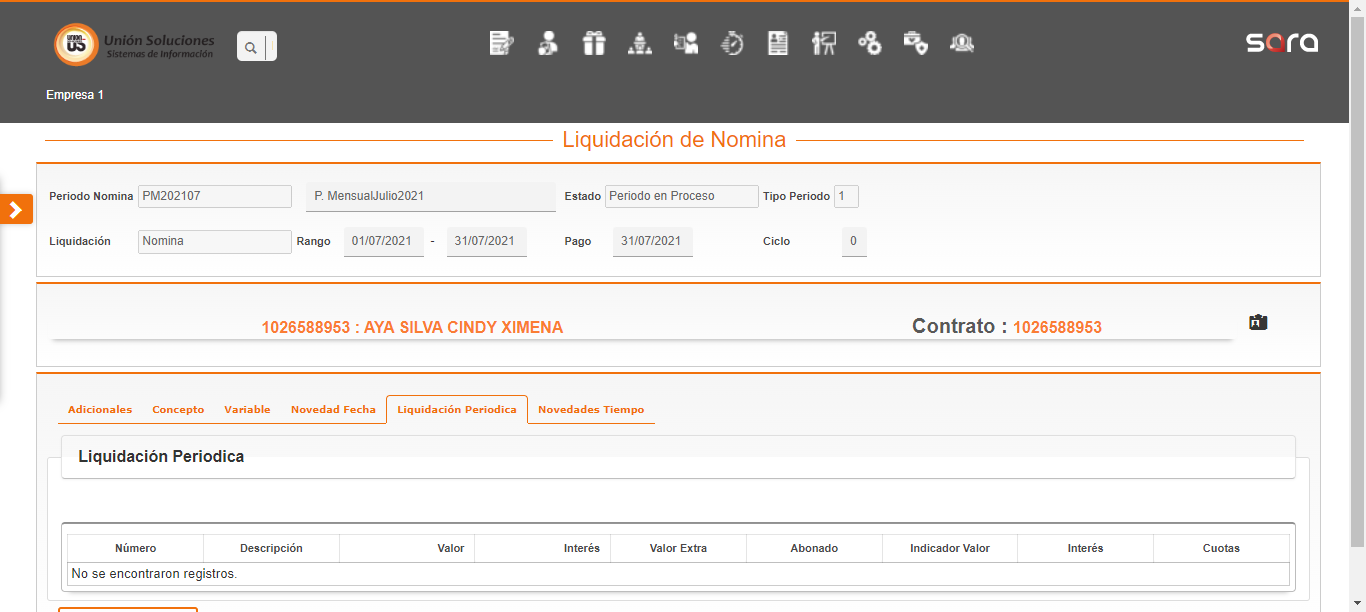 UNION
US
Unión Soluciones
Sistemas de Información
sara
Empresa 1
Liquidación de Nomina
Periodo Nomina PM202107 P. MensualJulio2021 Estado Periodo en Proceso Tipo Periodo 1
Liquidación Nomina Rango 01/07/2021 - 31/07/2021 Pago 31/07/2021 Ciclo 0
1026588953 : AYA SILVA CINDY XIMENA Contrato : 1026588953
Adicionales Concepto Variable Novedad Fecha Liquidación Periodica Novedades Tiempo
Liquidación Periodica
Número Descripción Valor Interés Valor Extra Abonado Indicador Valor Interés Cuotas
No se encontraron registros.